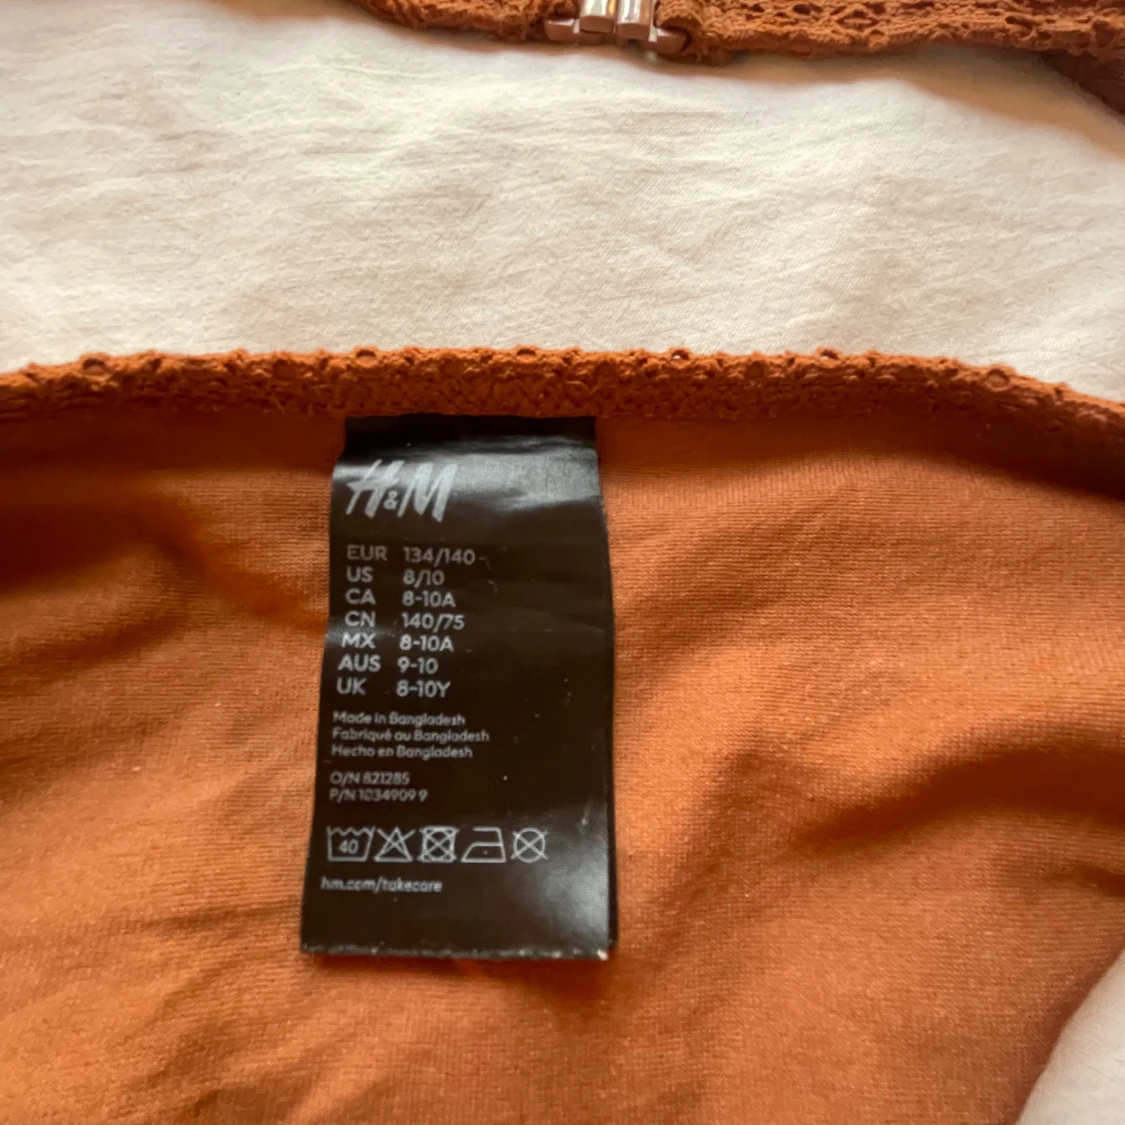 H&M
EUR 134/140
US 8/10
CA 8-10A
CN 140/75
MX 8-10A
AUS 9-10
UK 8-10Y
Made in Bangladesh
Fabriqué au Bangladesh
Hecho en Bangladesh
O/N 821285
P/N 1034909 9
40
hm.com/takecare